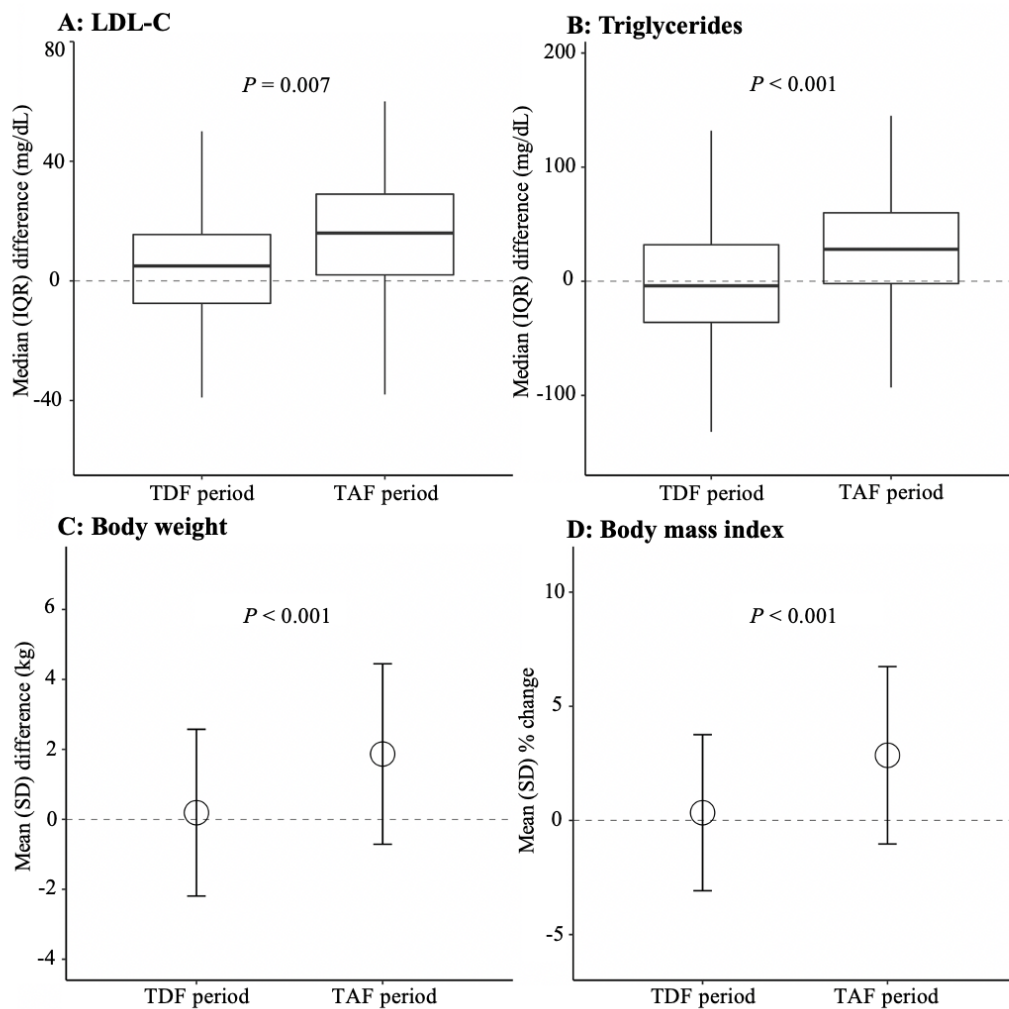 A: LDL-C
Median (IQR) difference (mg/dL)
80
40
0
-40
P = 0.007
TDF period
TAF period
B: Triglycerides
Median (IQR) difference (mg/dL)
200
100
0
-100
P < 0.001
TDF period
TAF period
C: Body weight
Mean (SD) difference (kg)
6
4
2
0
-2
-4
P < 0.001
TDF period
TAF period
D: Body mass index
Mean (SD) % change
10
5
0
-5
P < 0.001
TDF period
TAF period